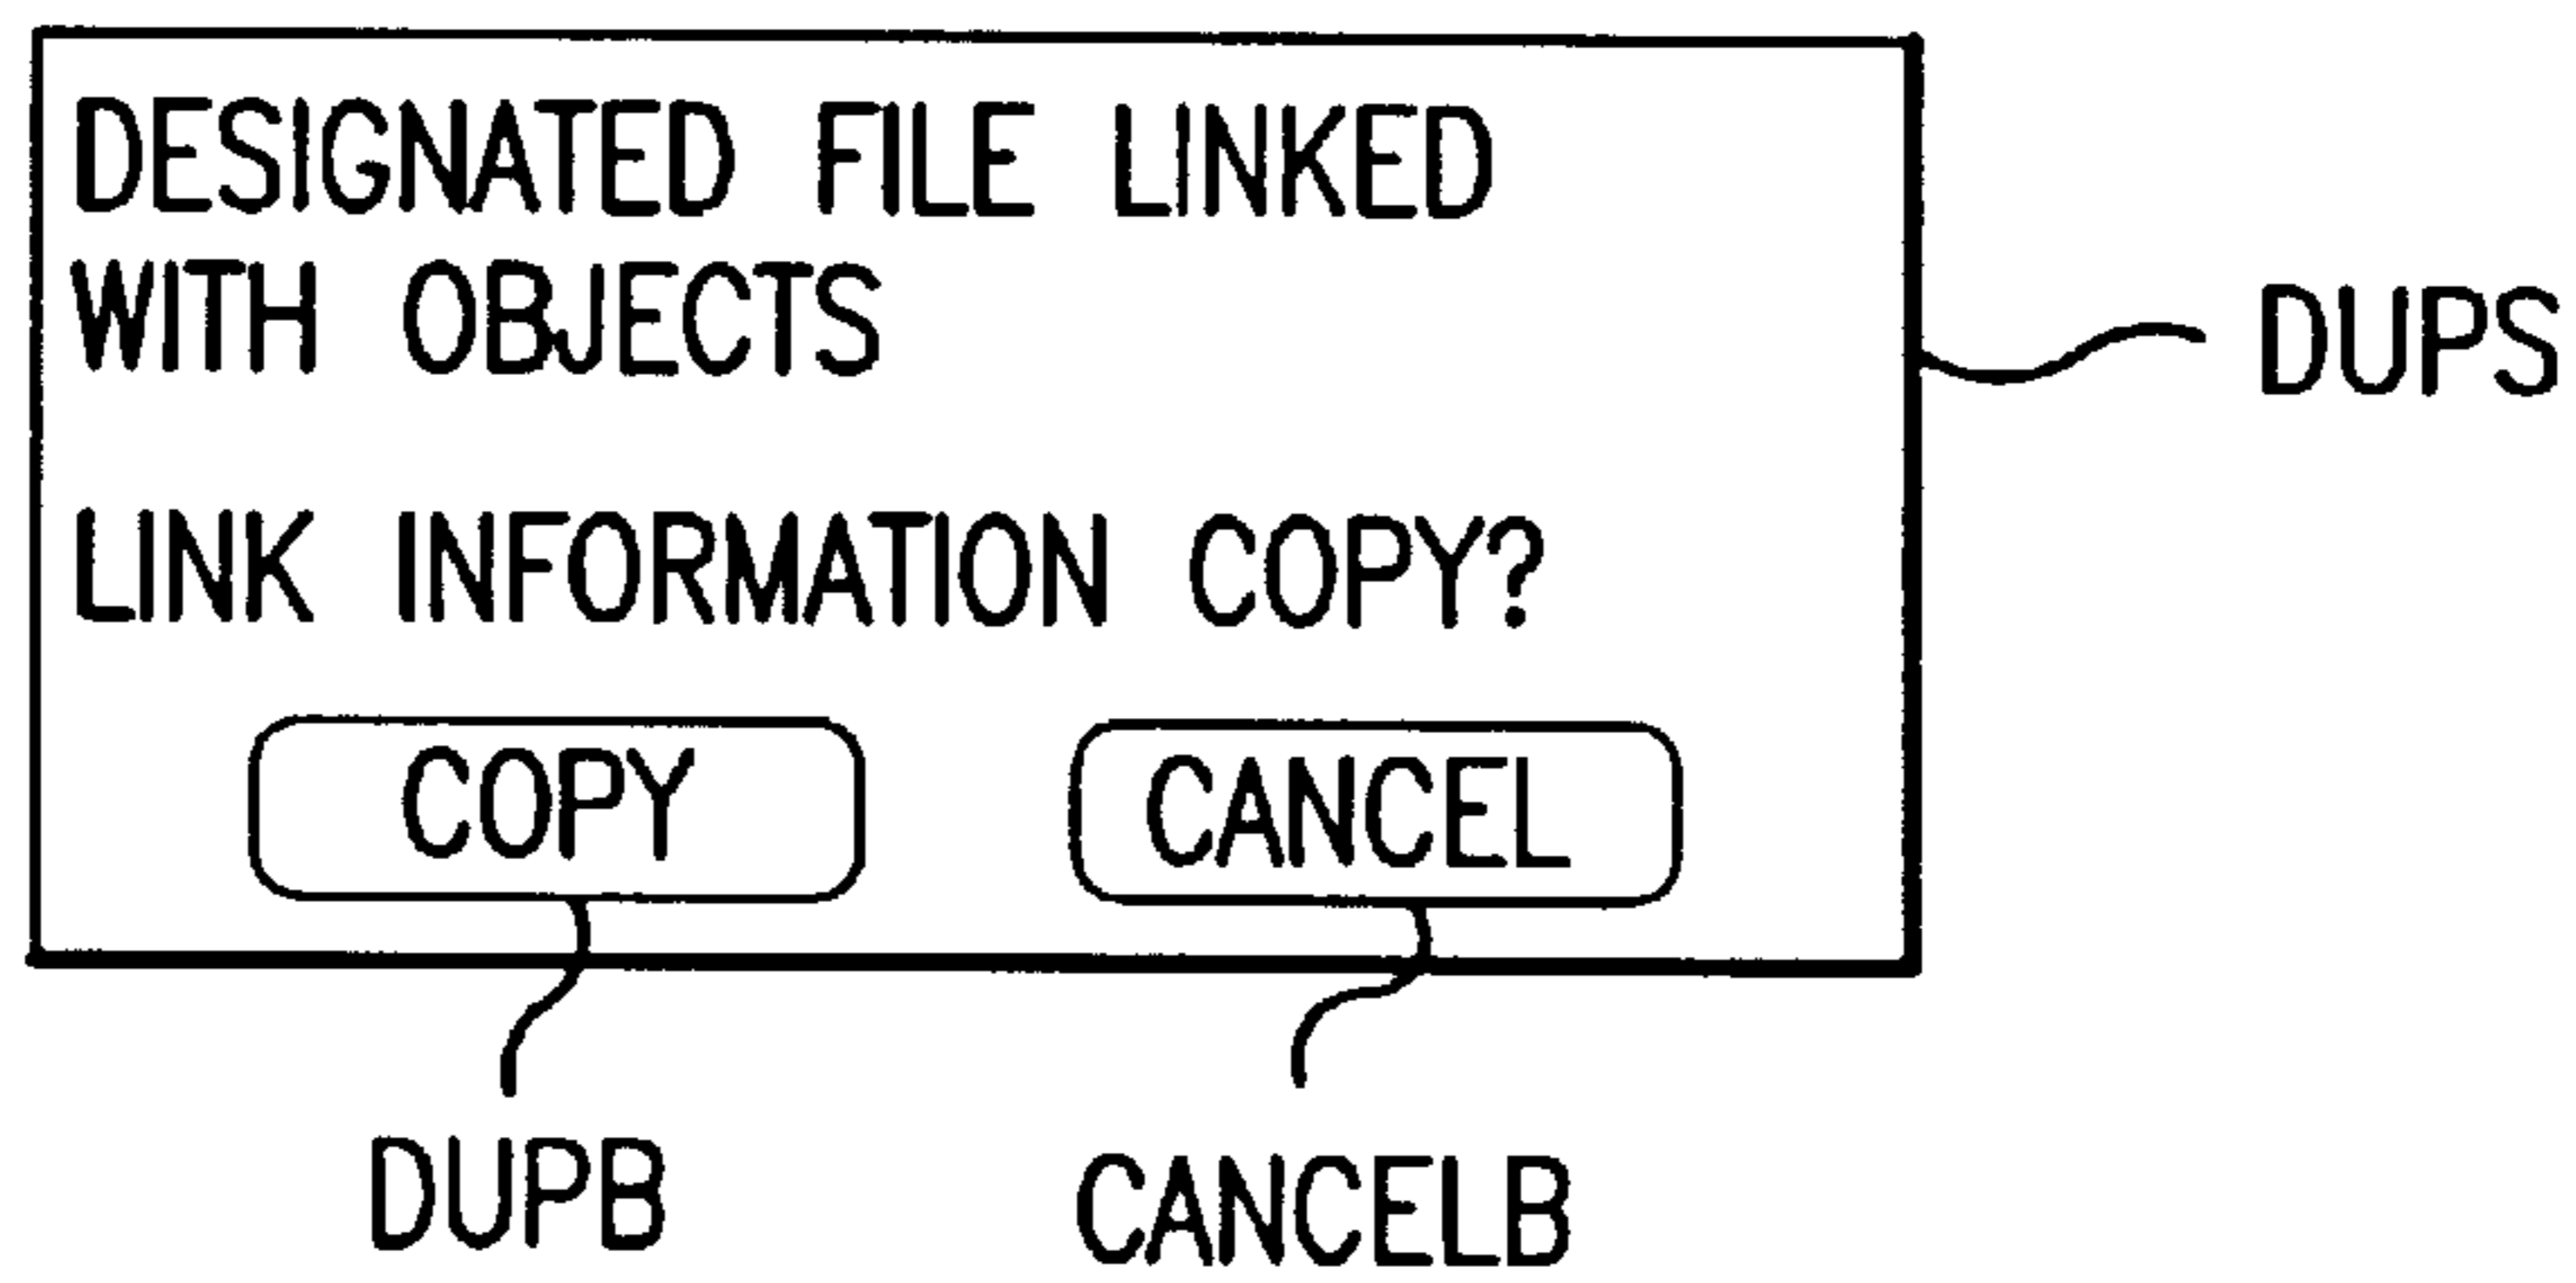 DESIGNATED FILE LINKED
WITH OBJECTS
DUPS
LINK INFORMATION COPY?
COPY CANCEL
DUPB CANCELB